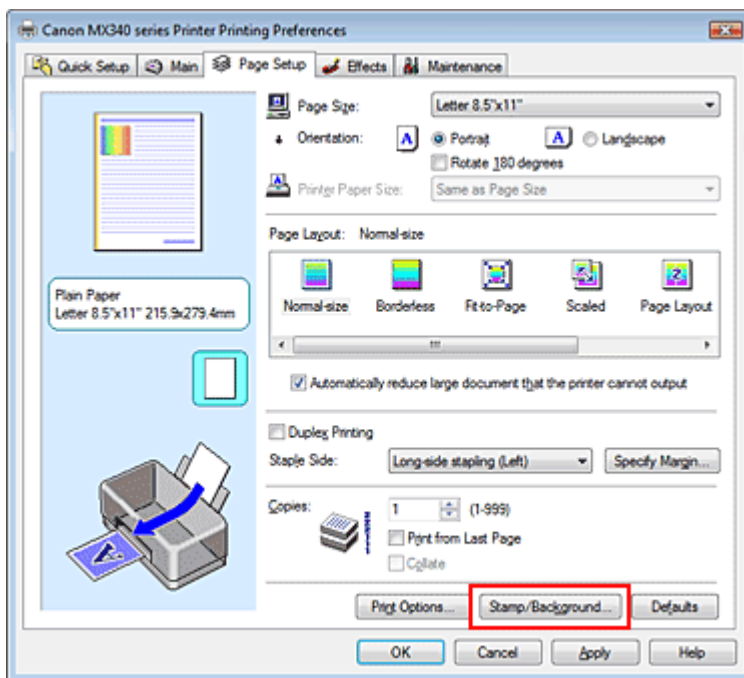 Canon MX340 series Printer Printing Preferences
Quick Setup Main Page Setup Effects Maintenance
Page Size: Letter 8.5"x11"
Orientation: A Portrait A Landscape
Rotate 180 degrees
Printer Paper Size: Same as Page Size
Page Layout: Normal-size
Normal-size Borderless Fit-to-Page Scaled Page Layout
Plain Paper
Letter 8.5"x11" 215.9x279.4mm
Automatically reduce large document that the printer cannot output
Duplex Printing
Staple Side: Long-side stapling (Left) Specify Margin...
Copies: 1 (1-999)
Print from Last Page
Collate
Print Options... Stamp/Background... Defaults
OK Cancel Apply Help